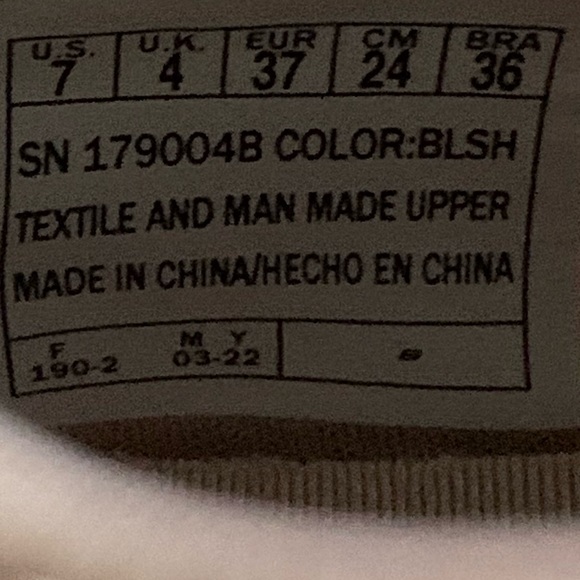 U.S. U.K. EUR CM BRA
7 4 37 24 36
SN 179004B COLOR:BLSH
TEXTILE AND MAN MADE UPPER
MADE IN CHINA/HECHO EN CHINA
F M Y
190-2 03-22